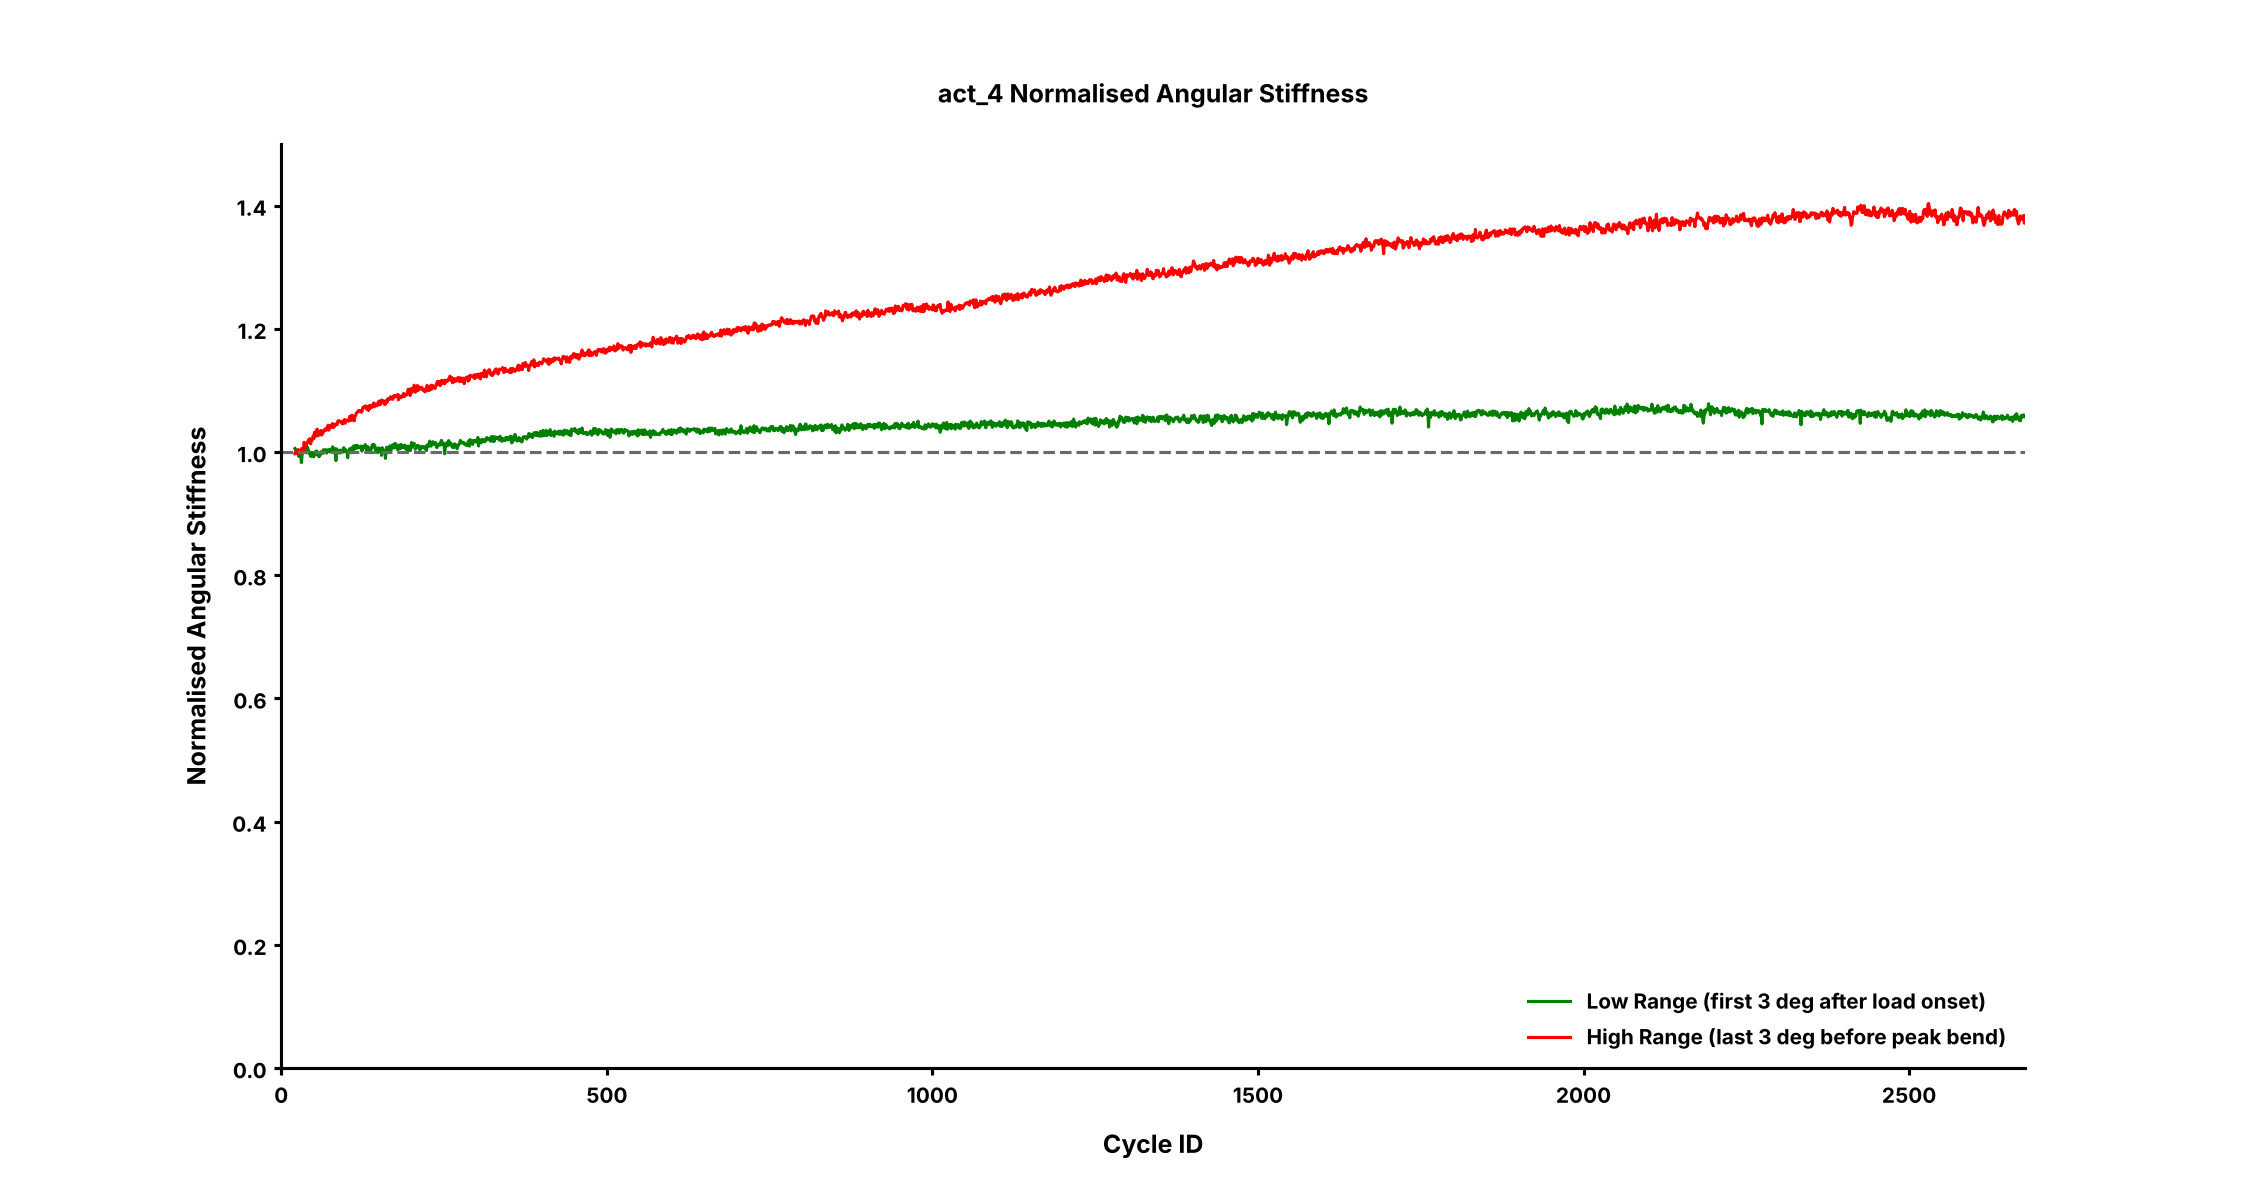 act_4 Normalised Angular Stiffness
Normalised Angular Stiffness
1.4
1.2
1.0
0.8
0.6
0.4
0.2
0.0
0
500
1000
1500
2000
2500
Cycle ID
Low Range (first 3 deg after load onset)
High Range (last 3 deg before peak bend)